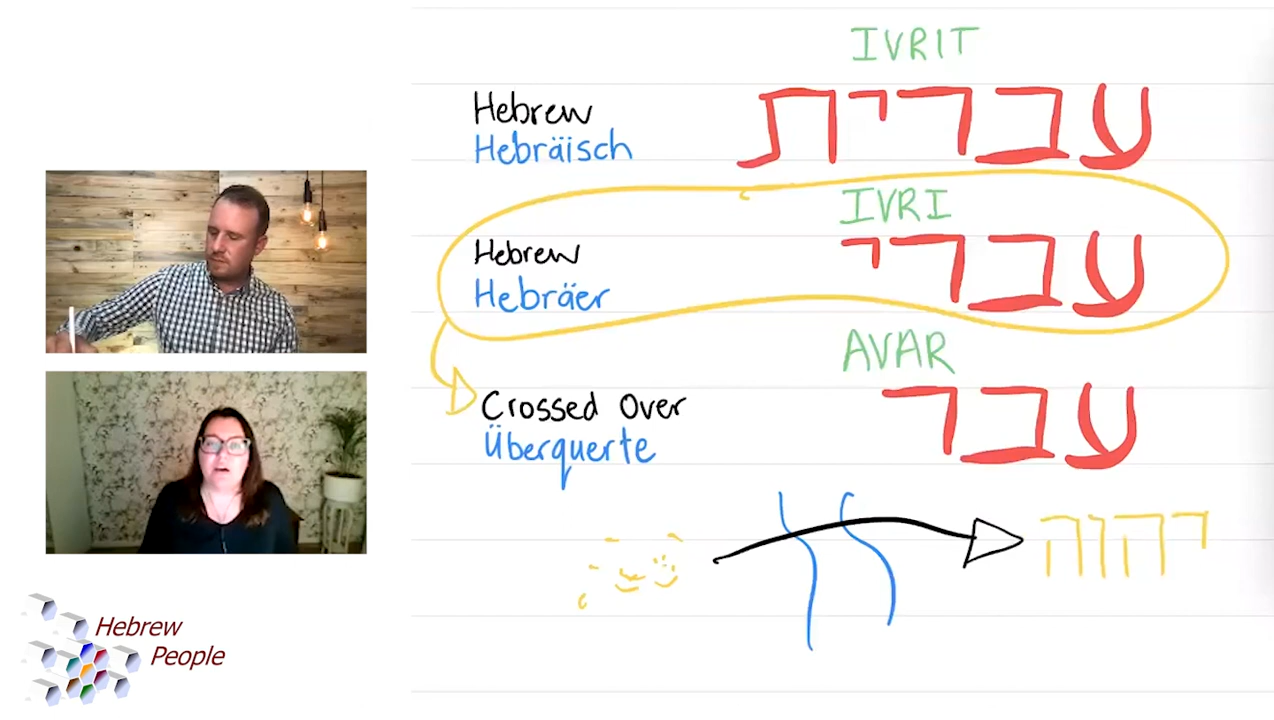 IVRIT
Hebrew עברית
Hebräisch
IVRI
Hebrew עברי
Hebräer
AVAR
Crossed Over עבר
Überquerte
יהוה
Hebrew
People